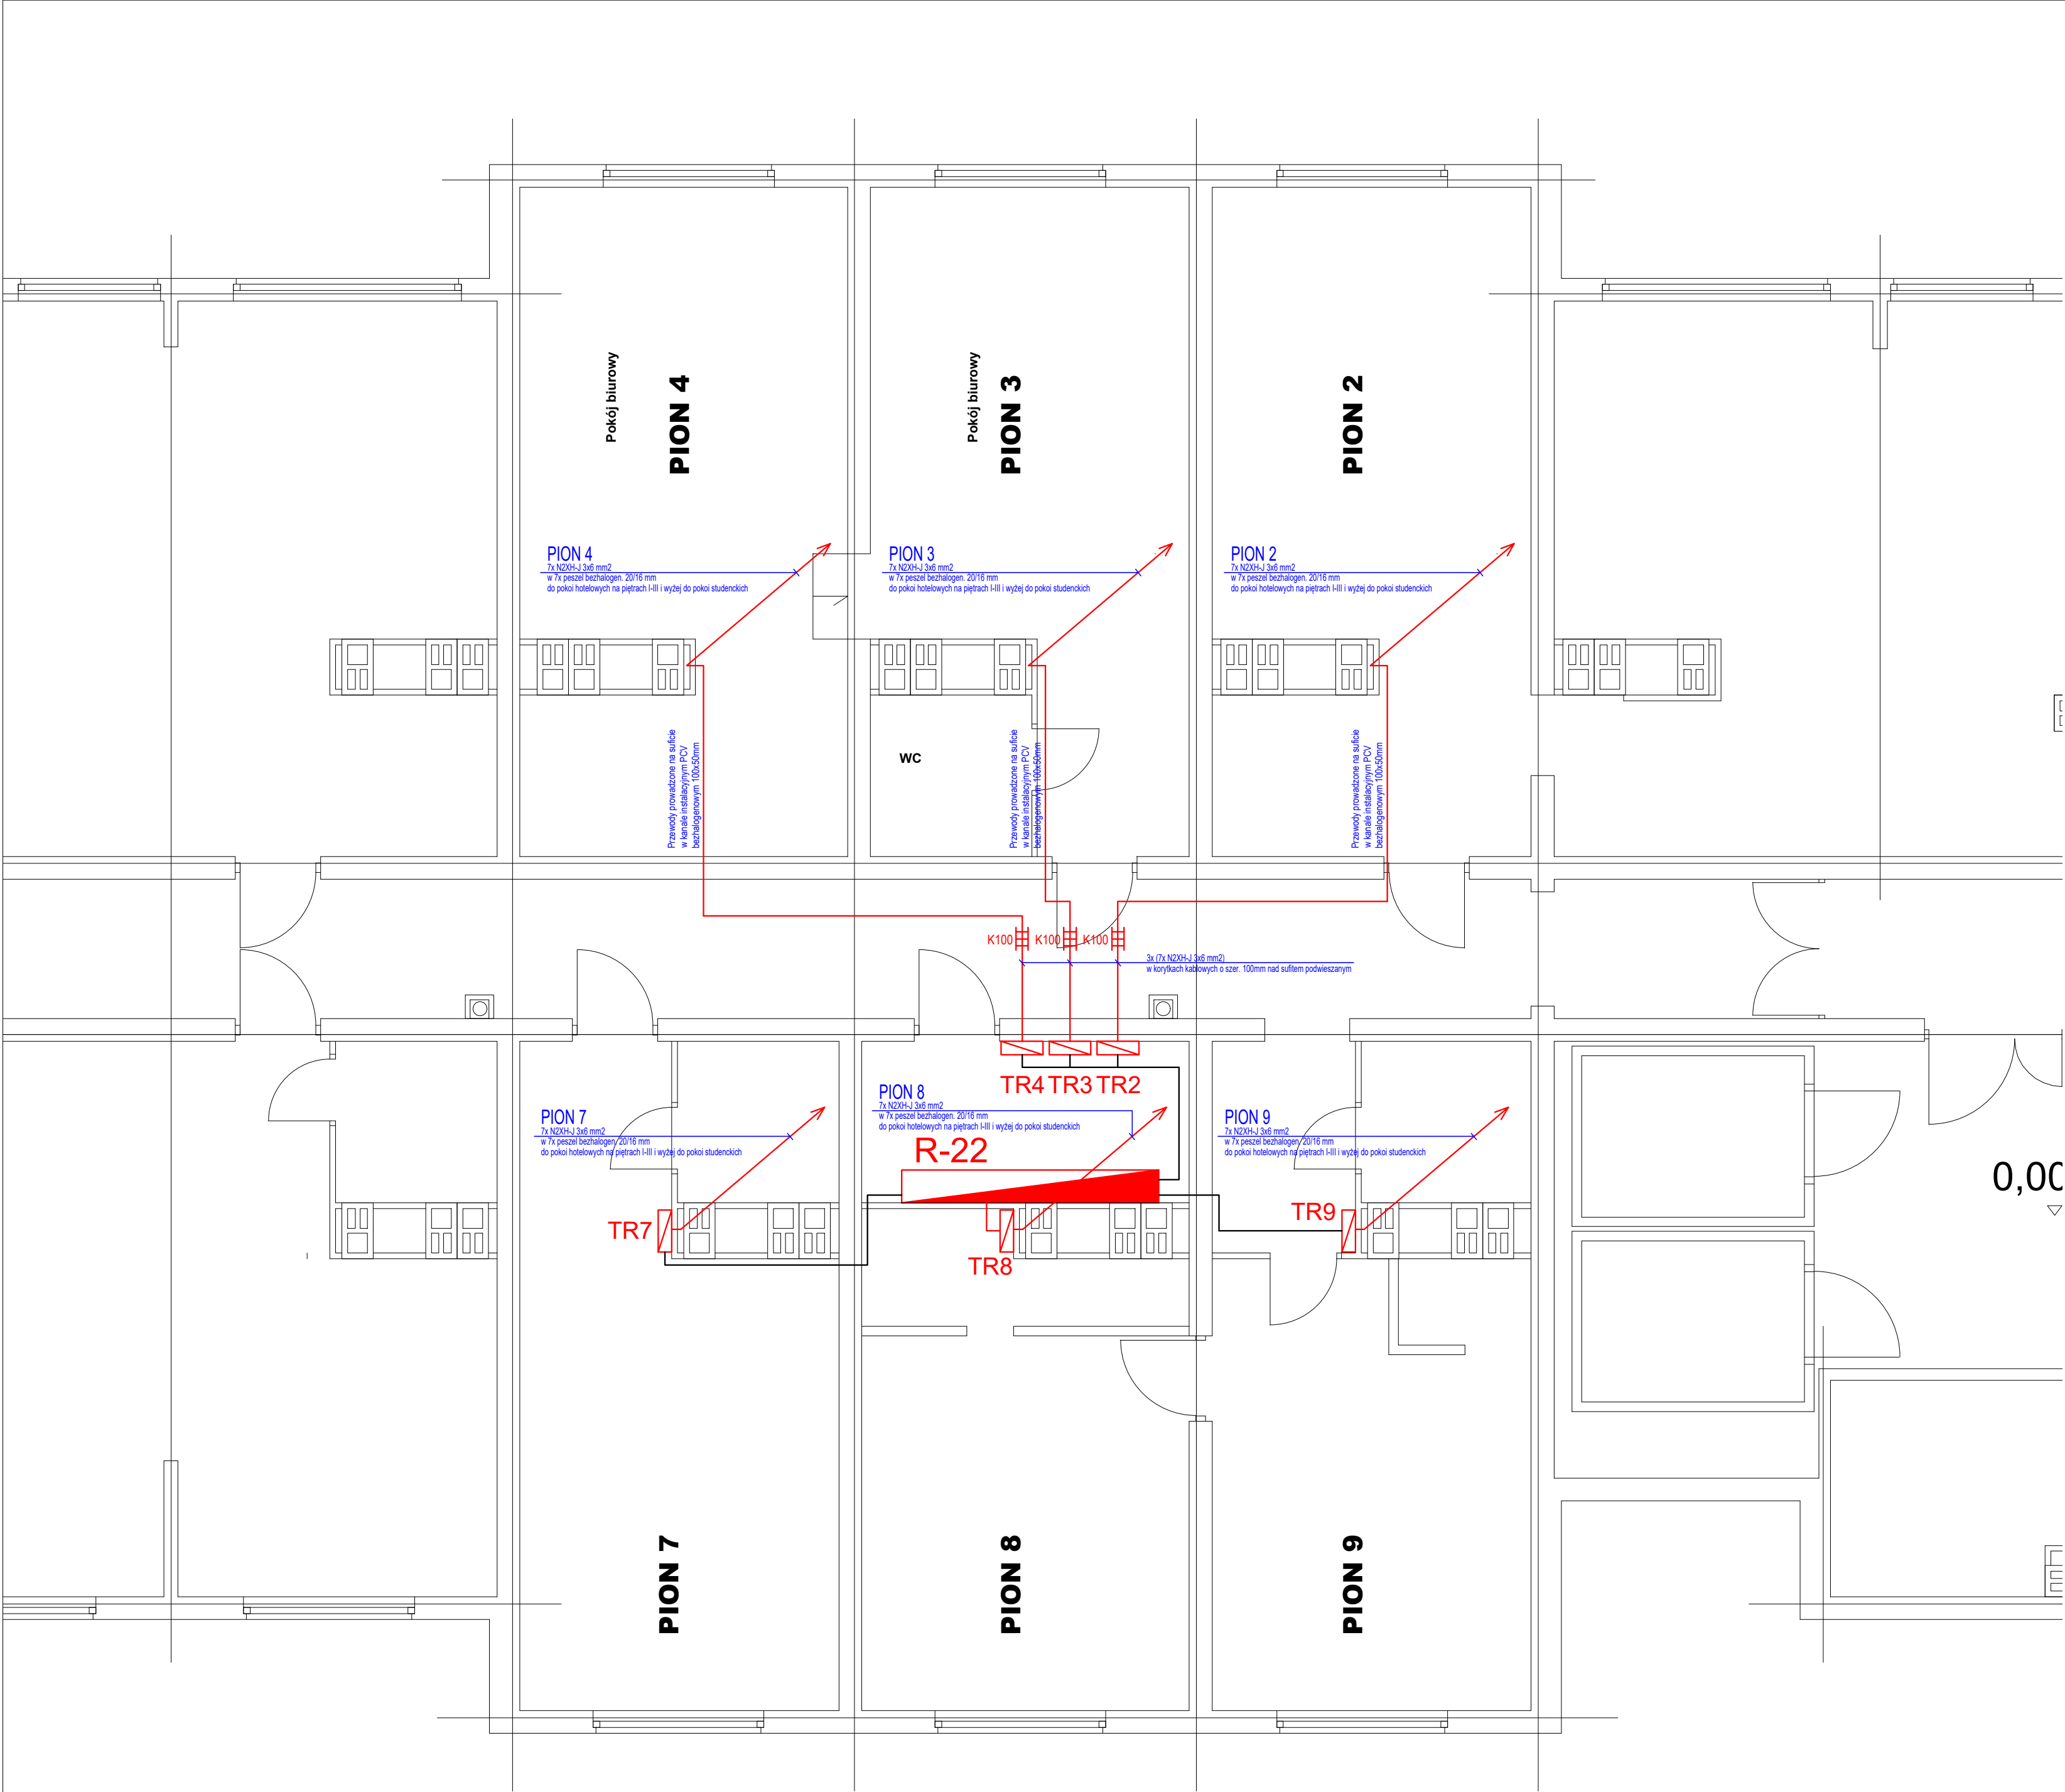 Pokój biurowy
PION 4
Pokój biurowy
PION 3
PION 2
PION 4
7x N2XH-J 3x6 mm2
w 7x peszel bezhalogen. 20/16 mm
do pokoi hotelowych na piętrach I-III i wyżej do pokoi studenckich
PION 3
7x N2XH-J 3x6 mm2
w 7x peszel bezhalogen. 20/16 mm
do pokoi hotelowych na piętrach I-III i wyżej do pokoi studenckich
PION 2
7x N2XH-J 3x6 mm2
w 7x peszel bezhalogen. 20/16 mm
do pokoi hotelowych na piętrach I-III i wyżej do pokoi studenckich
Przewody prowadzone na suficie
w kanale instalacyjnym PCV
bezhalogenowym 100x50mm
WC
Przewody prowadzone na suficie
w kanale instalacyjnym PCV
bezhalogenowym 100x50mm
Przewody prowadzone na suficie
w kanale instalacyjnym PCV
bezhalogenowym 100x50mm
K100 K100 K100
3x (7x N2XH-J 3x6 mm2)
w korytkach kablowych o szer. 100mm nad sufitem podwieszanym
TR4 TR3 TR2
PION 7
7x N2XH-J 3x6 mm2
w 7x peszel bezhalogen. 20/16 mm
do pokoi hotelowych na piętrach I-III i wyżej do pokoi studenckich
PION 8
7x N2XH-J 3x6 mm2
w 7x peszel bezhalogen. 20/16 mm
do pokoi hotelowych na piętrach I-III i wyżej do pokoi studenckich
PION 9
7x N2XH-J 3x6 mm2
w 7x peszel bezhalogen. 20/16 mm
do pokoi hotelowych na piętrach I-III i wyżej do pokoi studenckich
R-22
0,00
TR7
TR8
TR9
PION 7
PION 8
PION 9